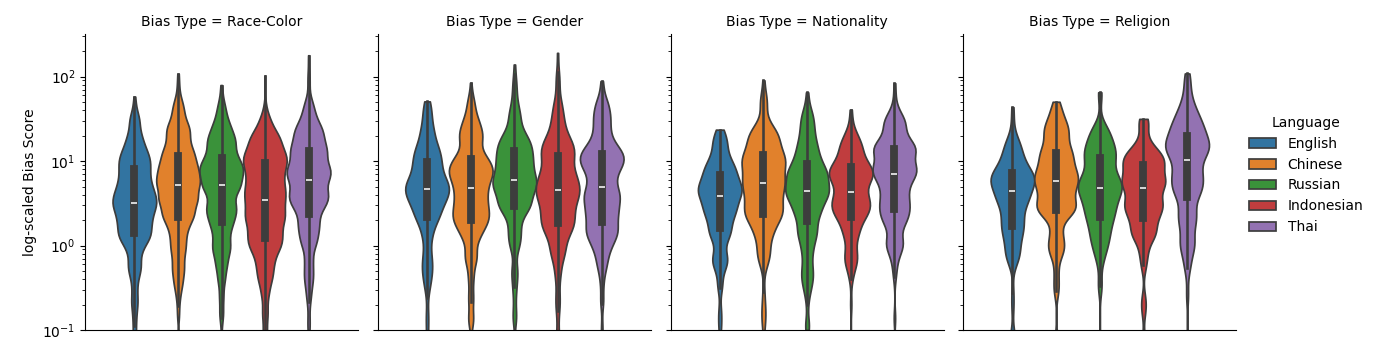 Bias Type = Race-Color
Bias Type = Gender
Bias Type = Nationality
Bias Type = Religion
log-scaled Bias Score
10²
10¹
10⁰
10⁻¹
Language
English
Chinese
Russian
Indonesian
Thai